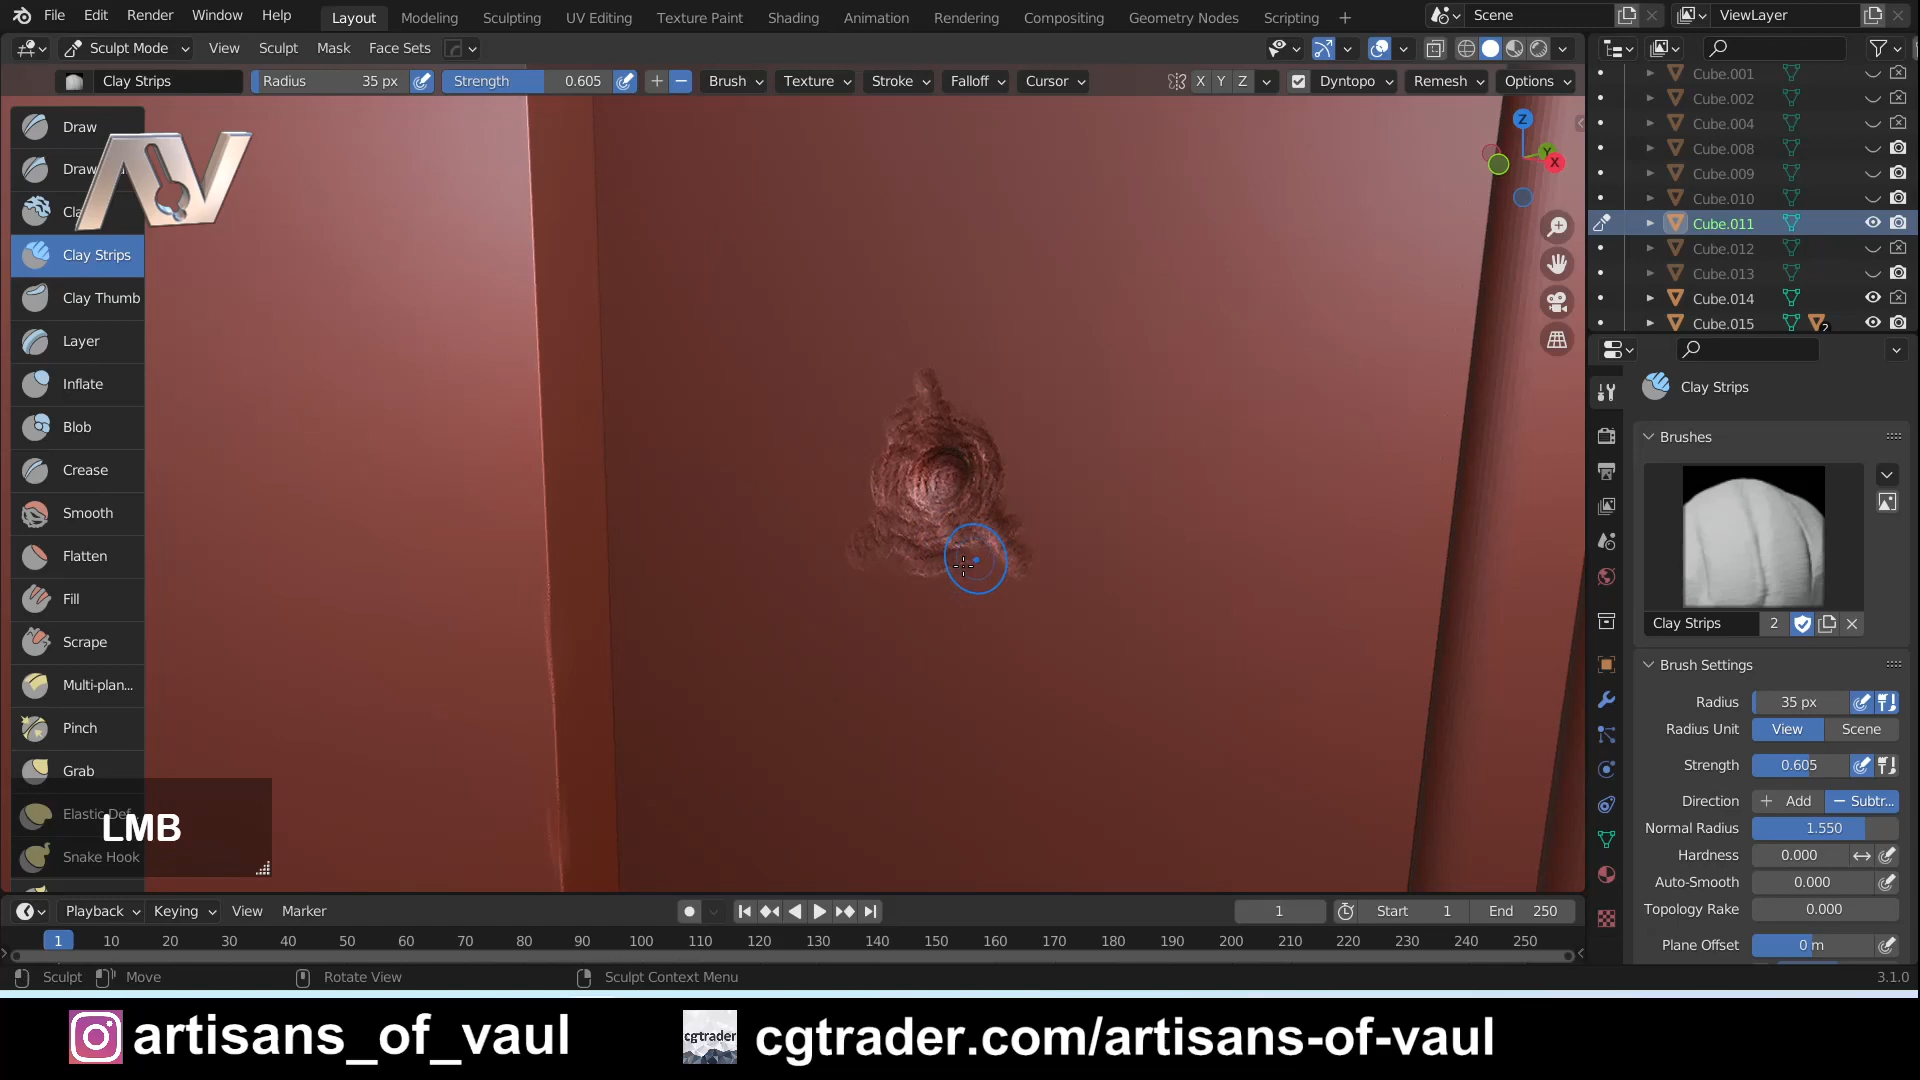 File Edit Render Window Help Layout Modeling Sculpting UV Editing Texture Paint Shading Animation Rendering Compositing Geometry Nodes Scripting + Scene ViewLayer
Sculpt Mode View Sculpt Mask Face Sets
Clay Strips Radius 35 px Strength 0.605 Brush Texture Stroke Falloff Cursor X Y Z Dyntopo Remesh Options
Draw
Clay Strips
Clay Thumb
Layer
Inflate
Blob
Crease
Smooth
Flatten
Fill
Scrape
Multi-plan...
Pinch
Grab
Elastic Def
Snake Hook
AV
LMB
Z
Y
X
Cube.001
Cube.002
Cube.004
Cube.008
Cube.009
Cube.010
Cube.011
Cube.012
Cube.013
Cube.014
Cube.015 2
Clay Strips
Brushes
Clay Strips 2
Brush Settings
Radius 35 px
Radius Unit View Scene
Strength 0.605
Direction + Add − Subtr...
Normal Radius 1.550
Hardness 0.000
Auto-Smooth 0.000
Topology Rake 0.000
Plane Offset 0 m
Playback Keying View Marker 1 Start 1 End 250
1 10 20 30 40 50 60 70 80 90 100 110 120 130 140 150 160 170 180 190 200 210 220 230 240 250
Sculpt Move Rotate View Sculpt Context Menu 3.1.0
artisans_of_vaul cgtrader cgtrader.com/artisans-of-vaul